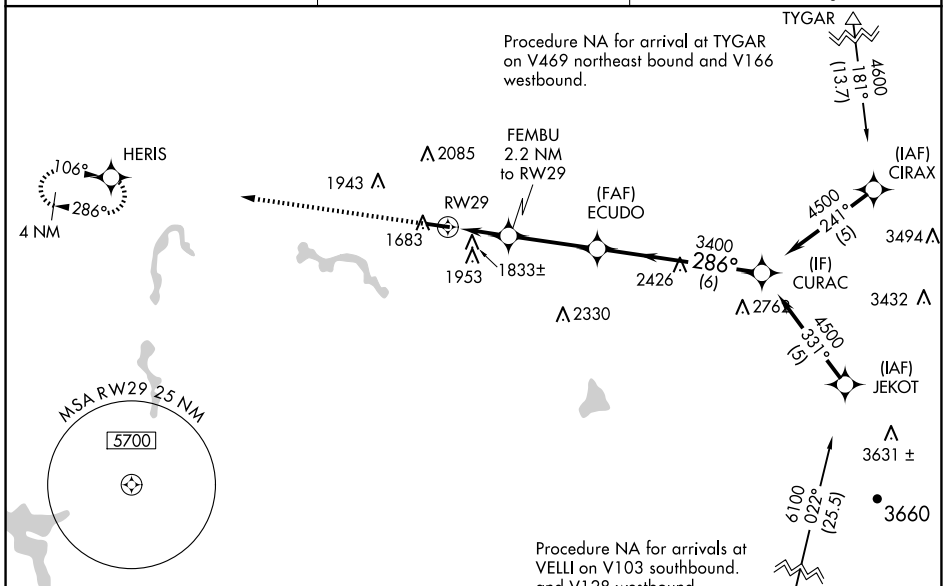 TYGAR
Procedure NA for arrival at TYGAR
on V469 northeast bound and V166
westbound.
4600
181°
(13.7)
106°
HERIS
286°
4 NM
2085
1943
FEMBU
2.2 NM
to RW29
RW29
(FAF)
ECUDO
(IAF)
CIRAX
4500
241°
(5)
3494
1683
1953
1833±
3400
286°
(6)
2426
(IF)
CURAC
2330
3432
4500
331°
(5)
(IAF)
JEKOT
MSA RW29 25 NM
5700
3631 ±
3660
6100
022°
(25.5)
Procedure NA for arrivals at
VELLI on V103 southbound.
and V128 westbound.